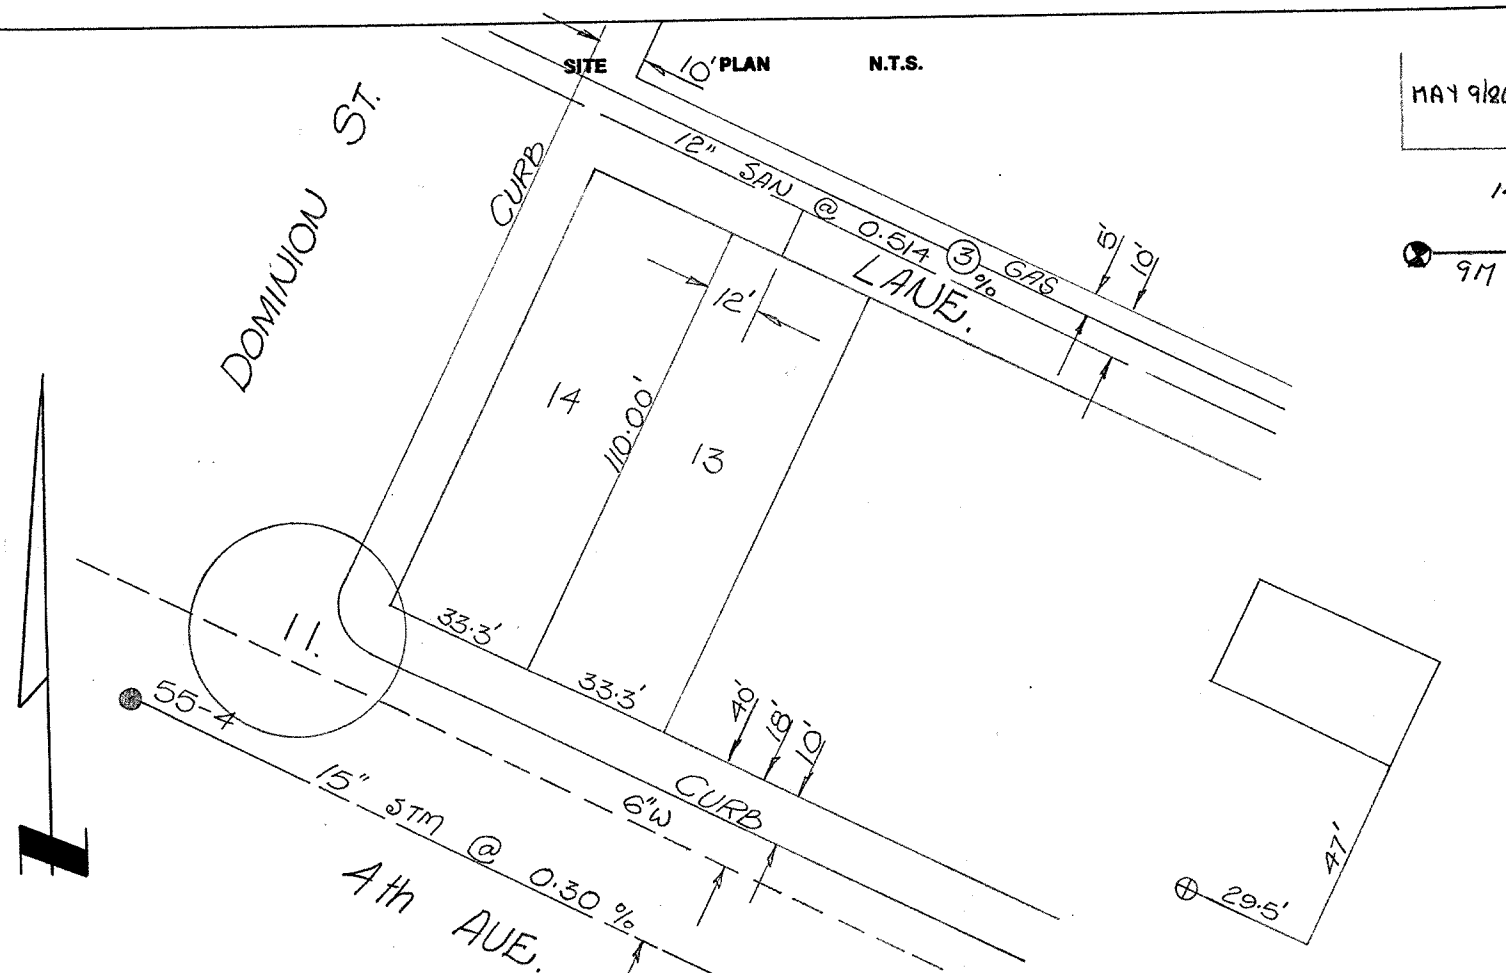 SITE
10'
PLAN
N.T.S.
MAY 9/80
DOMINION ST.
CURB
12" SAN @ 0.514 %
3
GAS
5'
10'
LANE.
9M
12'
14
110.00'
13
33.3'
33.3'
11.
55-4
40'
18'
10'
CURB
6"W
15" STM @ 0.30 %
4th AVE.
47'
29.5'